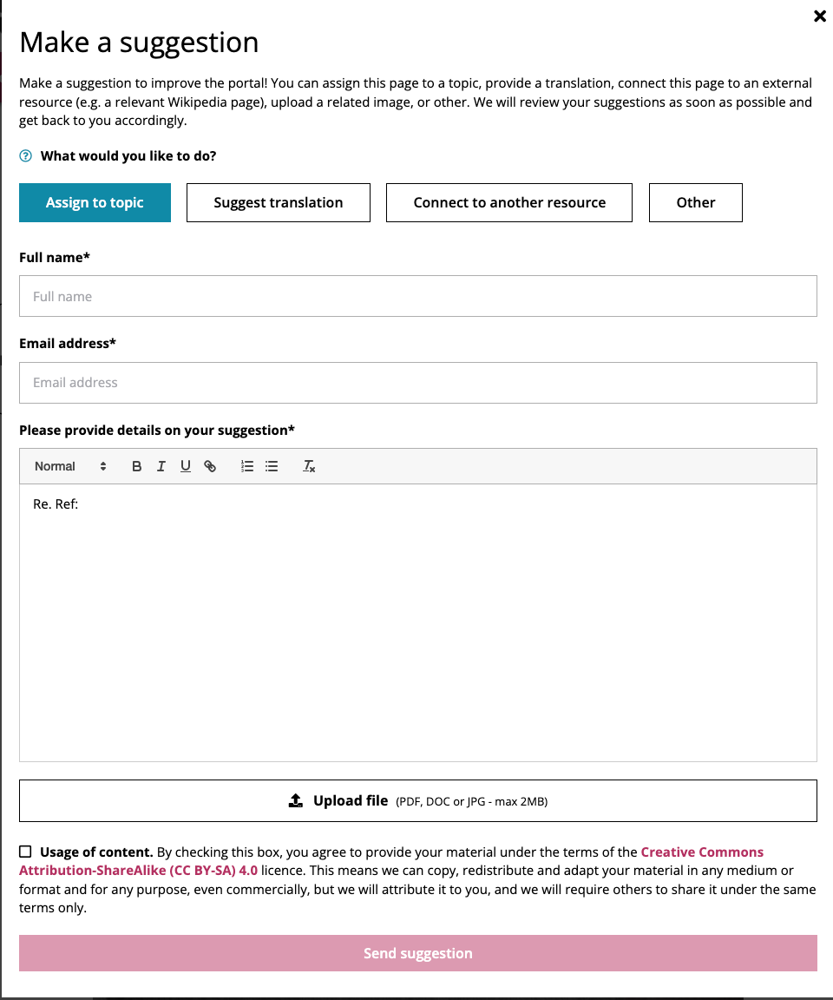 Make a suggestion
Make a suggestion to improve the portal! You can assign this page to a topic, provide a translation, connect this page to an external
resource (e.g. a relevant Wikipedia page), upload a related image, or other. We will review your suggestions as soon as possible and
get back to you accordingly.
What would you like to do?
Assign to topic
Suggest translation
Connect to another resource
Other
Full name*
Full name
Email address*
Email address
Please provide details on your suggestion*
Normal
Re. Ref:
Upload file (PDF, DOC or JPG - max 2MB)
Usage of content. By checking this box, you agree to provide your material under the terms of the Creative Commons
Attribution-ShareAlike (CC BY-SA) 4.0 licence. This means we can copy, redistribute and adapt your material in any medium or
format and for any purpose, even commercially, but we will attribute it to you, and we will require others to share it under the same
terms only.
Send suggestion